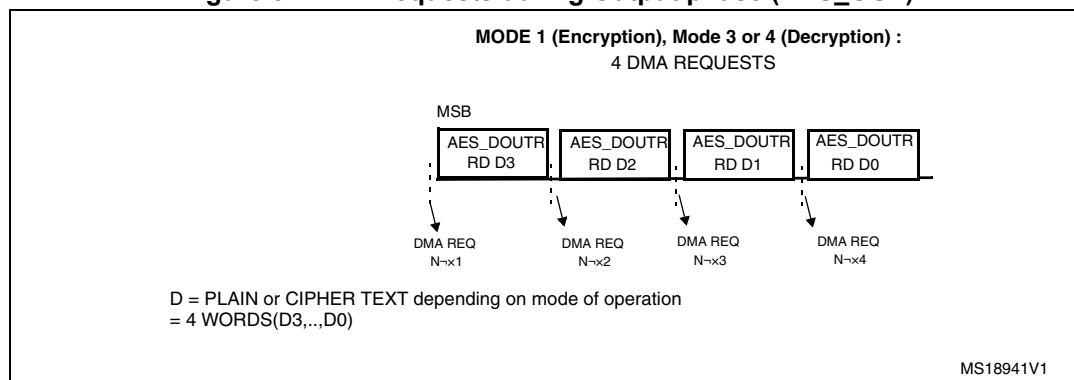 MODE 1 (Encryption), Mode 3 or 4 (Decryption) :
4 DMA REQUESTS
MSB
AES_DOUTR AES_DOUTR AES_DOUTR AES_DOUTR
RD D3 RD D2 RD D1 RD D0
DMA REQ DMA REQ DMA REQ DMA REQ
N¬×1 N¬×2 N¬×3 N¬×4
D = PLAIN or CIPHER TEXT depending on mode of operation
= 4 WORDS(D3,..,D0)
MS18941V1